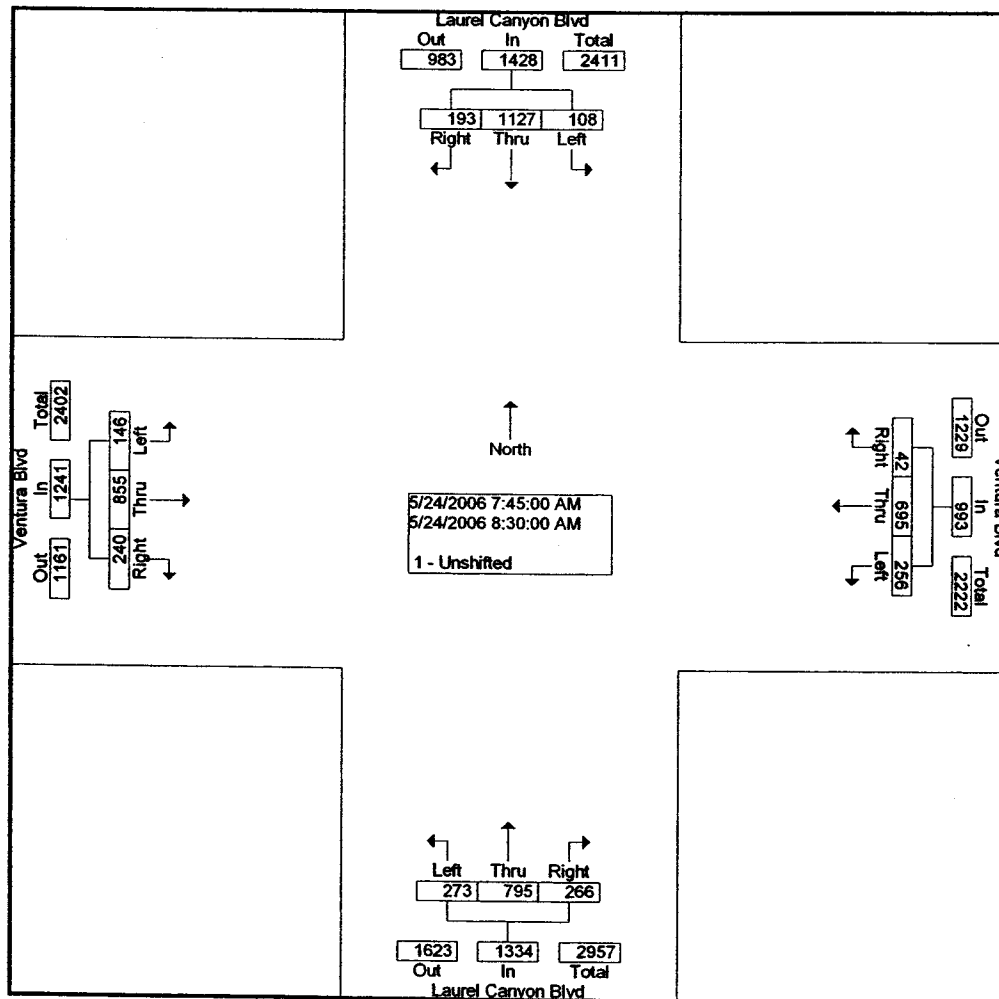 Laurel Canyon Blvd
Out In Total
983 1428 2411
193 1127 108
Right Thru Left
Ventura Blvd
Total In Out
2402 1241 1161
146 855 240
Left Thru Right
North
5/24/2006 7:45:00 AM
5/24/2006 8:30:00 AM
1 - Unshifted
Right Thru Left
42 695 256
Out In Total
1229 993 2222
Ventura Blvd
Left Thru Right
273 795 266
1623 1334 2957
Out In Total
Laurel Canyon Blvd